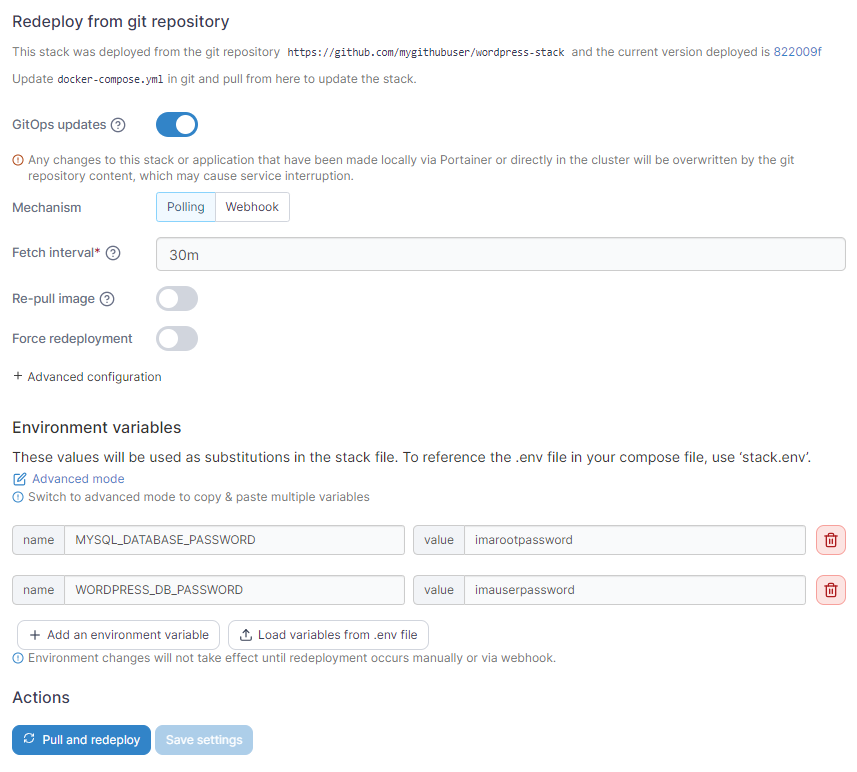 Redeploy from git repository
This stack was deployed from the git repository https://github.com/mygithubuser/wordpress-stack and the current version deployed is 822009f
Update docker-compose.yml in git and pull from here to update the stack.
GitOps updates ?
Any changes to this stack or application that have been made locally via Portainer or directly in the cluster will be overwritten by the git
repository content, which may cause service interruption.
Mechanism Polling Webhook
Fetch interval* ? 30m
Re-pull image ?
Force redeployment
+ Advanced configuration
Environment variables
These values will be used as substitutions in the stack file. To reference the .env file in your compose file, use ‘stack.env’.
Advanced mode
Switch to advanced mode to copy & paste multiple variables
name MYSQL_DATABASE_PASSWORD value imarootpassword
name WORDPRESS_DB_PASSWORD value imauserpassword
+ Add an environment variable Load variables from .env file
Environment changes will not take effect until redeployment occurs manually or via webhook.
Actions
Pull and redeploy Save settings